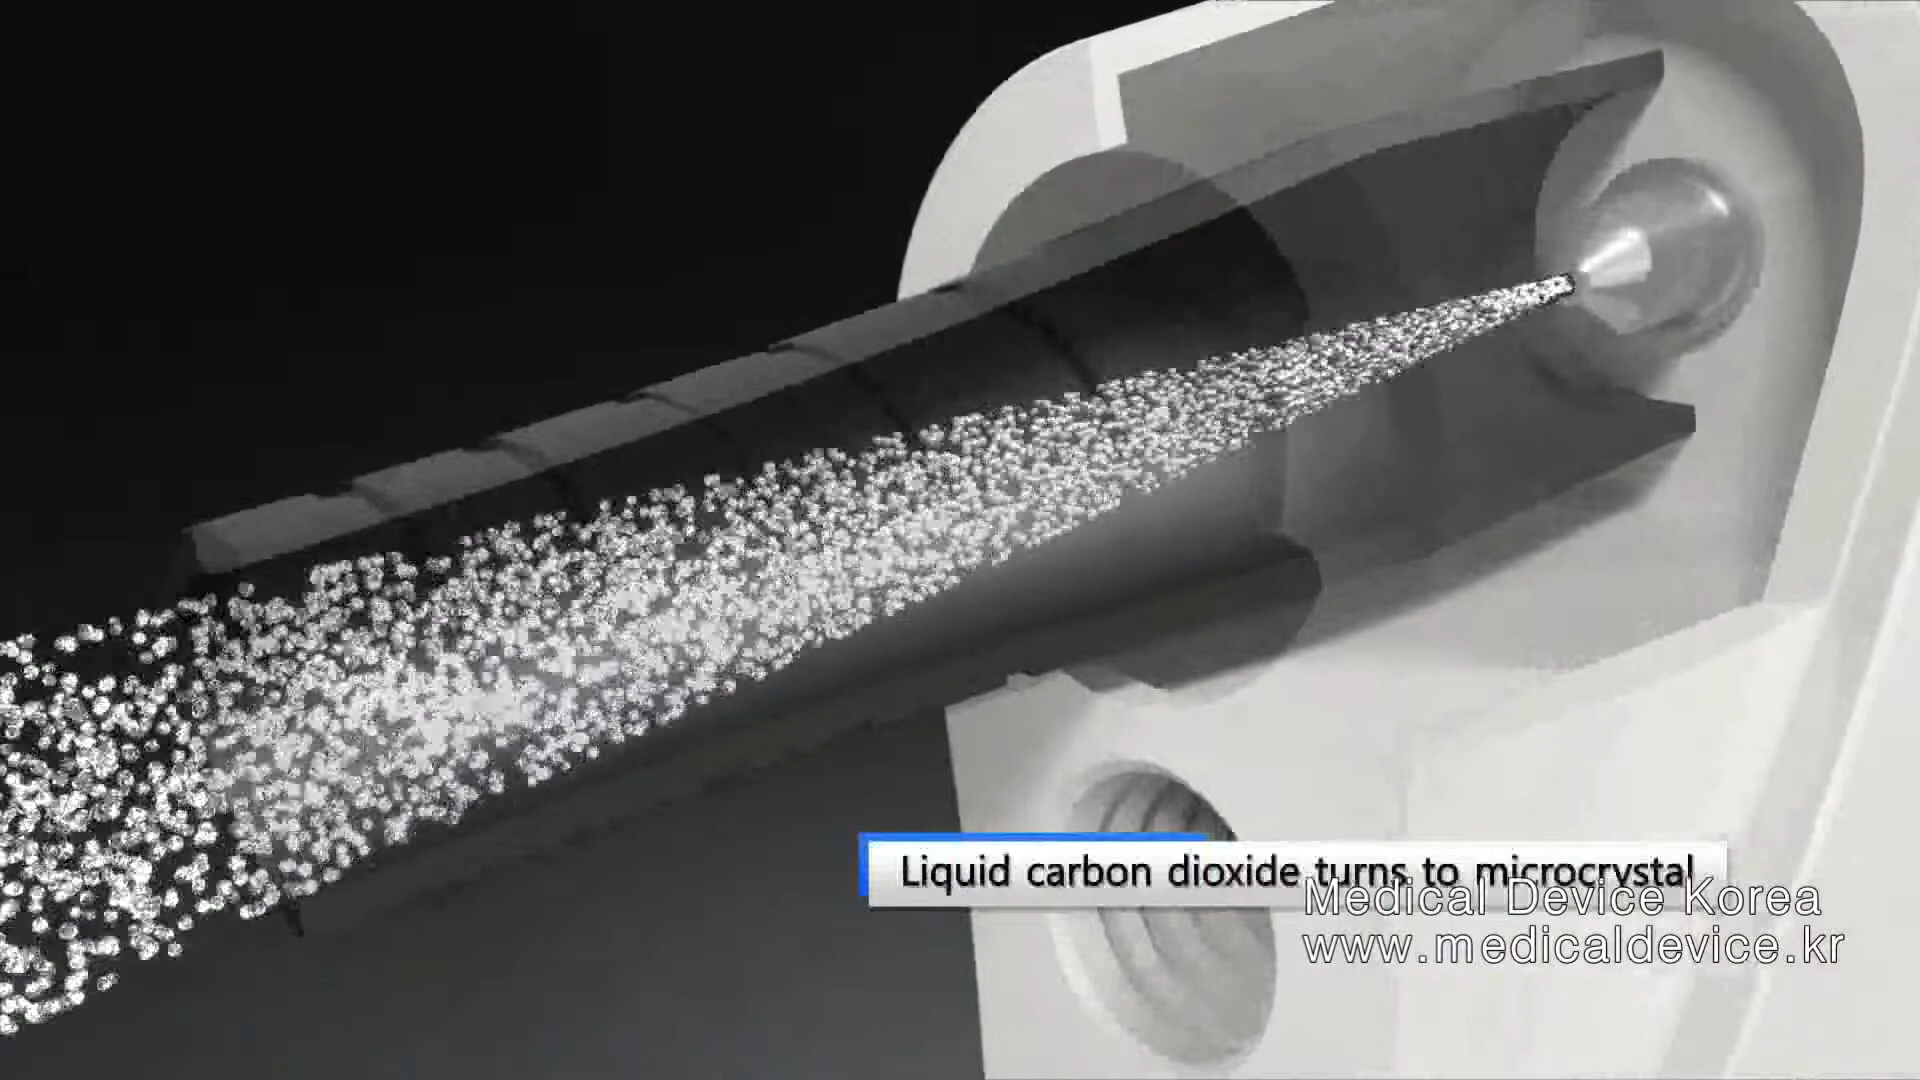 Liquid carbon dioxide turns to microcrystal
Medical Device Korea
www.medicaldevice.kr